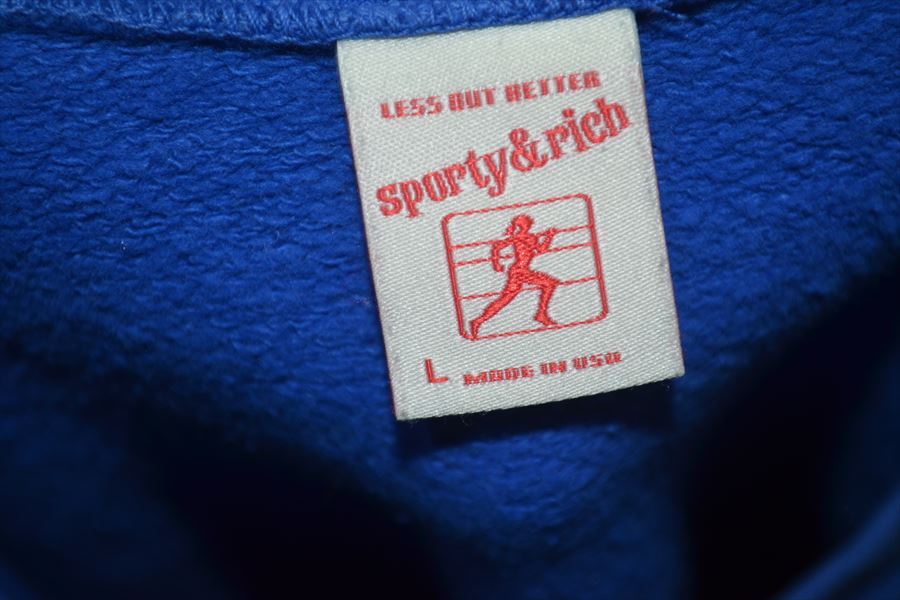 LESS BUT BETTER
sporty&rich
L MADE IN USA